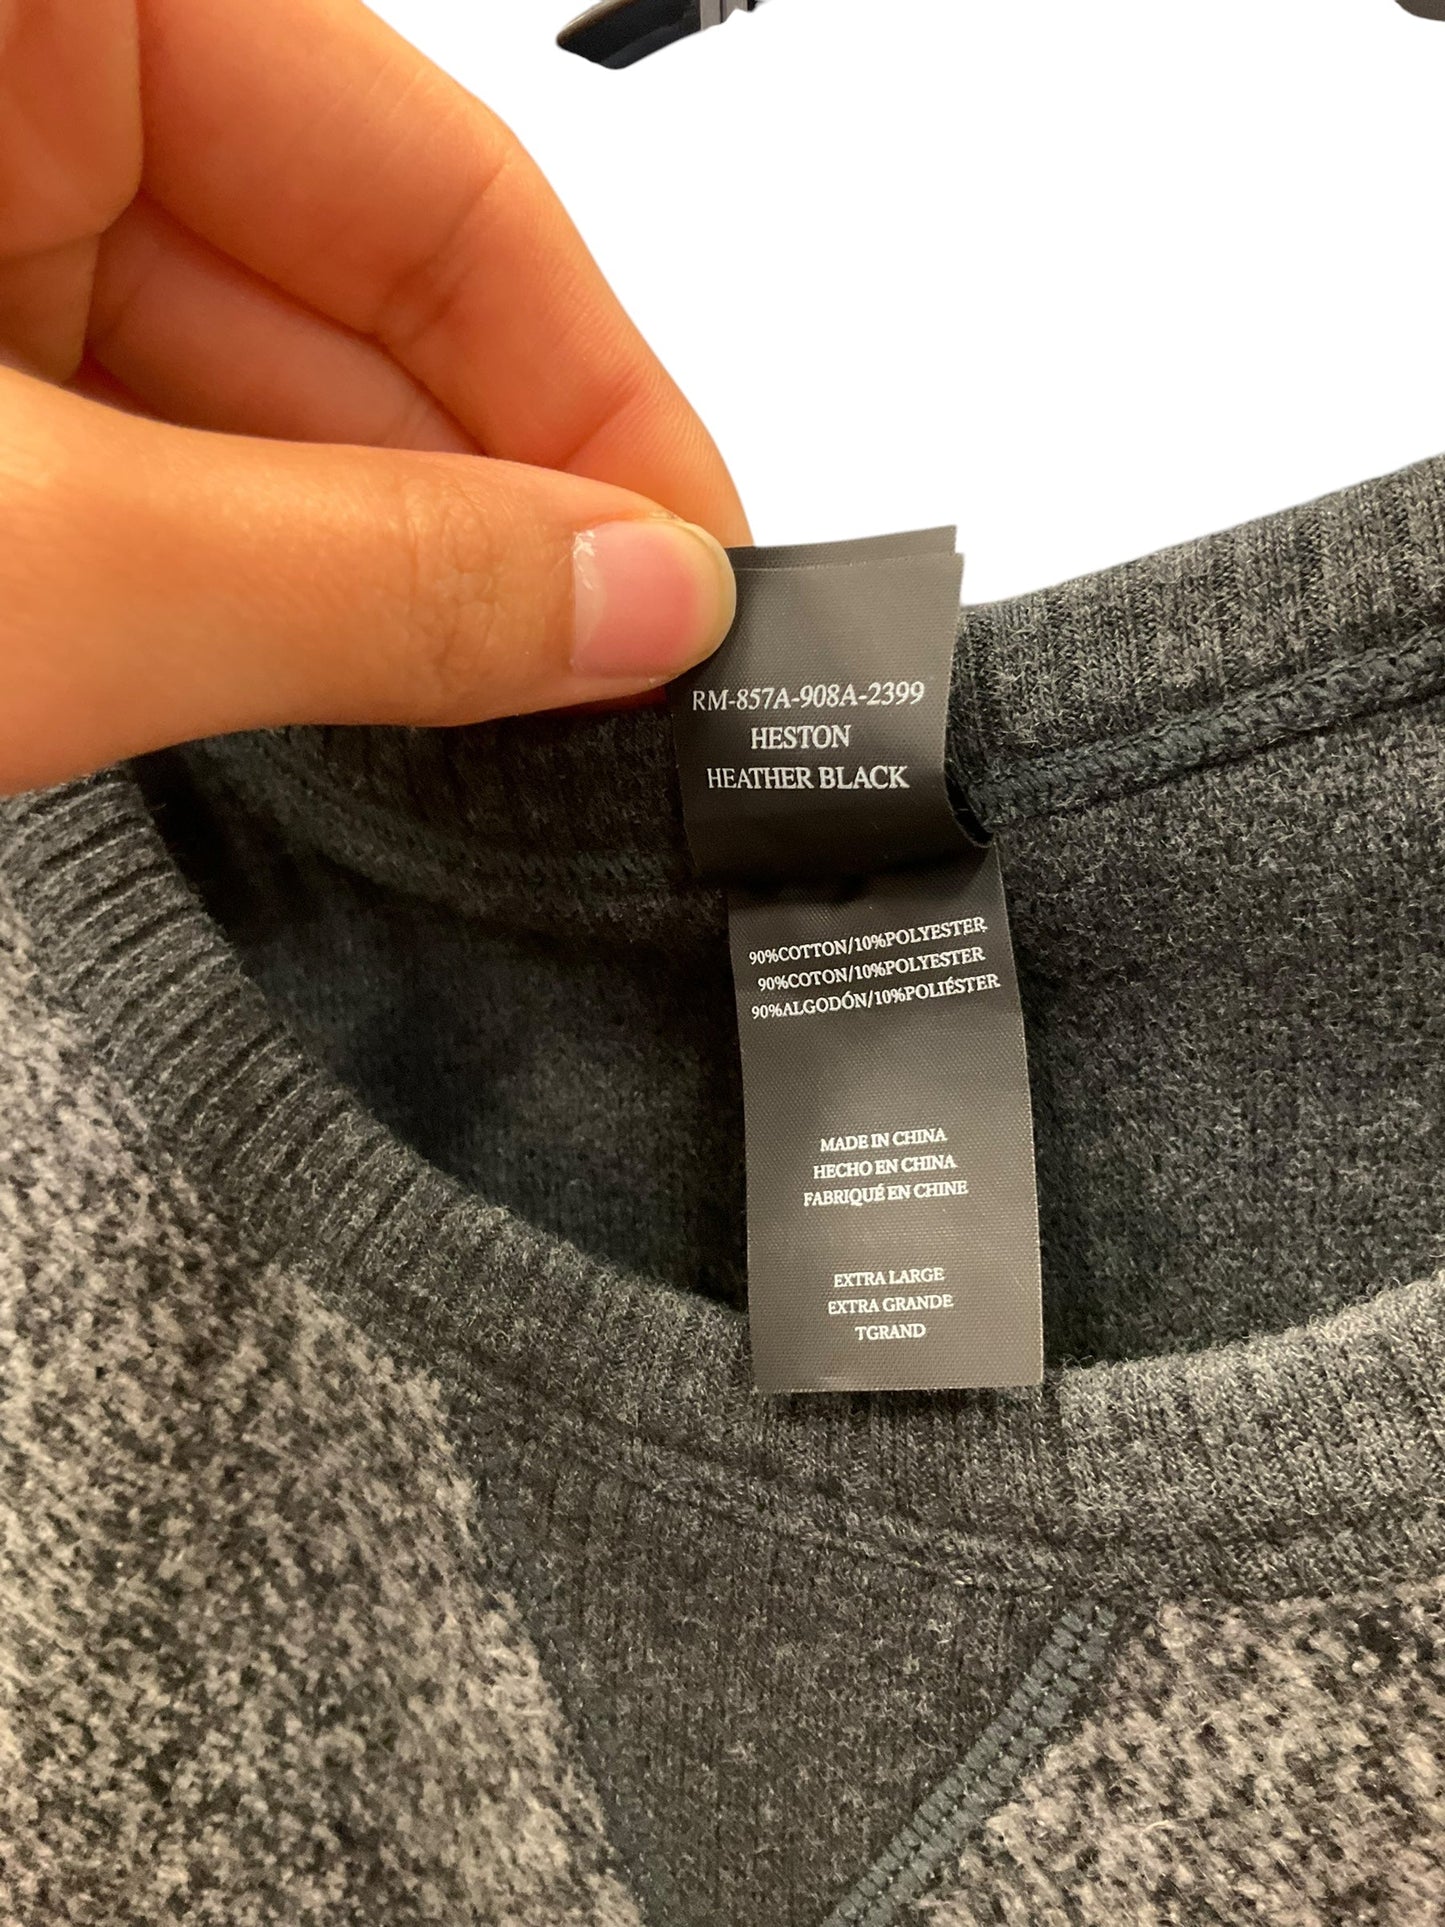 RM-857A-908A-2399
HESTON
HEATHER BLACK
90%COTTON/10%POLYESTER
90%COTON/10%POLYESTER
90%ALGODÓN/10%POLIÉSTER
MADE IN CHINA
HECHO EN CHINA
FABRIQUÉ EN CHINE
EXTRA LARGE
EXTRA GRANDE
TGRAND